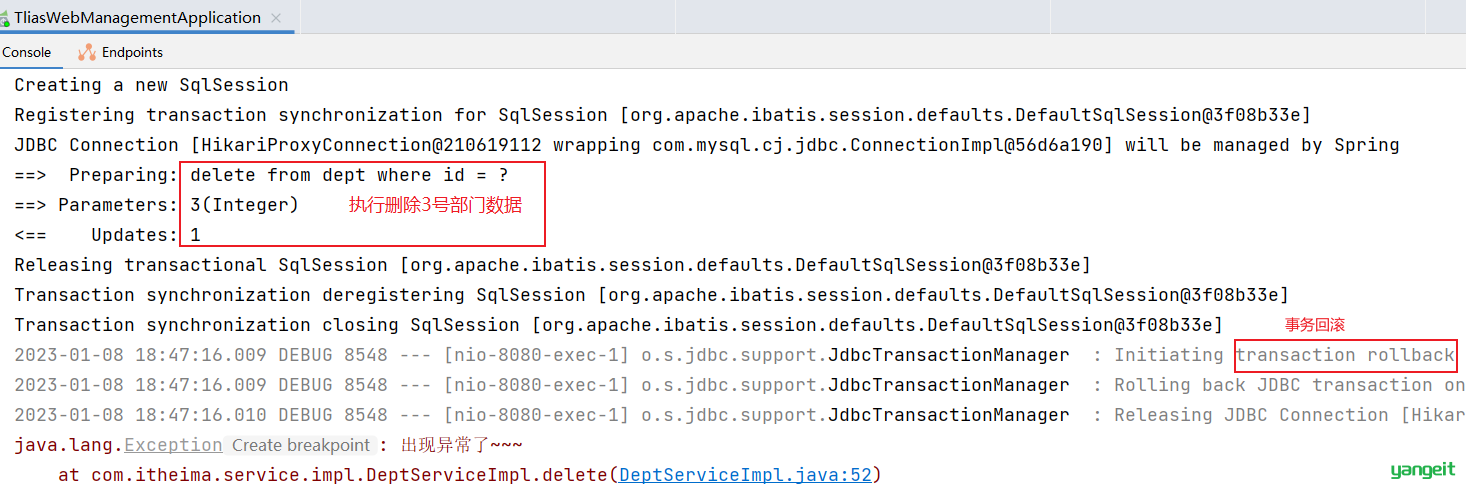 TliasWebManagementApplication
Console Endpoints
Creating a new SqlSession
Registering transaction synchronization for SqlSession [org.apache.ibatis.session.defaults.DefaultSqlSession@3f08b33e]
JDBC Connection [HikariProxyConnection@210619112 wrapping com.mysql.cj.jdbc.ConnectionImpl@56d6a190] will be managed by Spring
==>  Preparing: delete from dept where id = ?
==> Parameters: 3(Integer) 执行删除3号部门数据
<==    Updates: 1
Releasing transactional SqlSession [org.apache.ibatis.session.defaults.DefaultSqlSession@3f08b33e]
Transaction synchronization deregistering SqlSession [org.apache.ibatis.session.defaults.DefaultSqlSession@3f08b33e]
Transaction synchronization closing SqlSession [org.apache.ibatis.session.defaults.DefaultSqlSession@3f08b33e] 事务回滚
2023-01-08 18:47:16.009 DEBUG 8548 --- [nio-8080-exec-1] o.s.jdbc.support.JdbcTransactionManager  : Initiating transaction rollback
2023-01-08 18:47:16.009 DEBUG 8548 --- [nio-8080-exec-1] o.s.jdbc.support.JdbcTransactionManager  : Rolling back JDBC transaction on
2023-01-08 18:47:16.010 DEBUG 8548 --- [nio-8080-exec-1] o.s.jdbc.support.JdbcTransactionManager  : Releasing JDBC Connection [Hikar
java.lang.Exception Create breakpoint : 出现异常了~~~
    at com.itheima.service.impl.DeptServiceImpl.delete(DeptServiceImpl.java:52)
yangeit